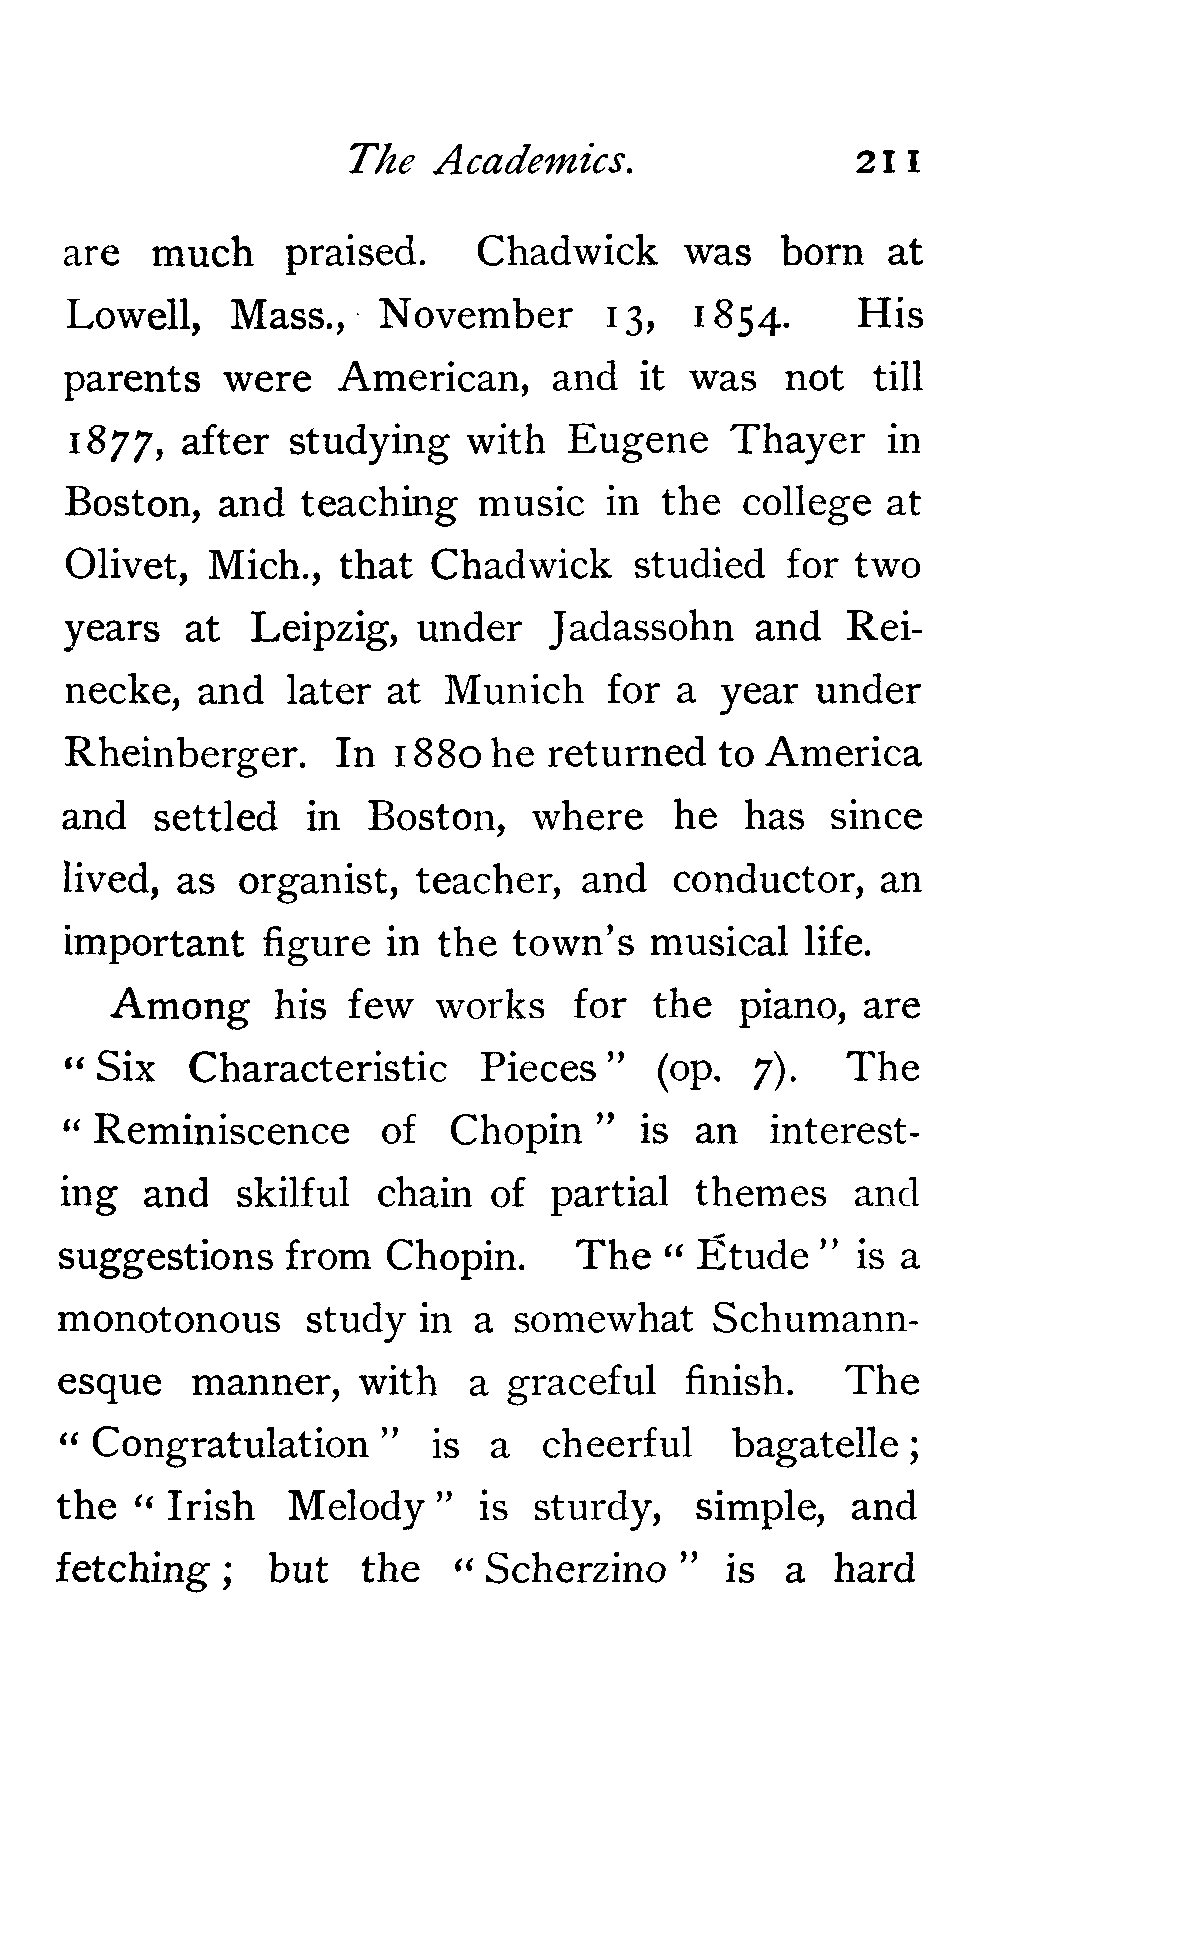 The Academics. 211
are much praised. Chadwick was born at
Lowell, Mass., November 13, 1854. His
parents were American, and it was not till
1877, after studying with Eugene Thayer in
Boston, and teaching music in the college at
Olivet, Mich., that Chadwick studied for two
years at Leipzig, under Jadassohn and Rei-
necke, and later at Munich for a year under
Rheinberger. In 1880 he returned to America
and settled in Boston, where he has since
lived, as organist, teacher, and conductor, an
important figure in the town's musical life.
Among his few works for the piano, are
“ Six Characteristic Pieces ” (op. 7). The
“ Reminiscence of Chopin ” is an interest-
ing and skilful chain of partial themes and
suggestions from Chopin. The “ Étude ” is a
monotonous study in a somewhat Schumann-
esque manner, with a graceful finish. The
“ Congratulation ” is a cheerful bagatelle ;
the “ Irish Melody ” is sturdy, simple, and
fetching ; but the “ Scherzino ” is a hard